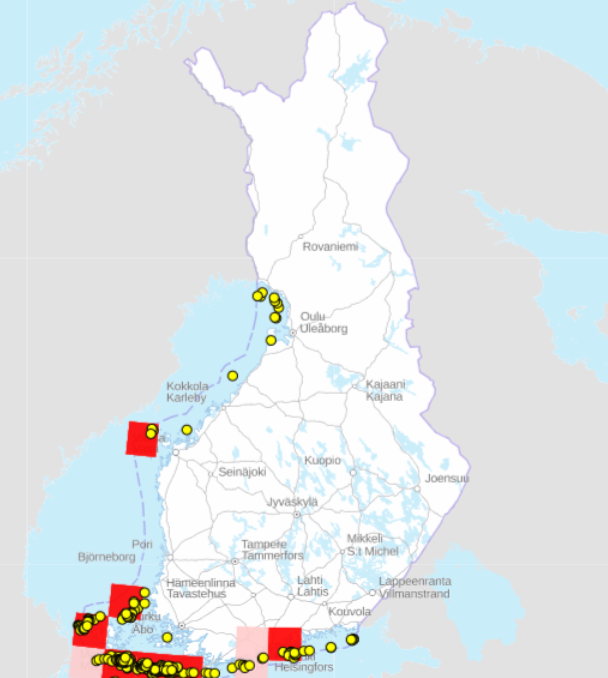 Rovaniemi
Oulu
Uleåborg
Kokkola
Karleby
Kajaani
Kajana
Seinäjoki
Kuopio
Joensuu
Jyväskylä
Pori
Björneborg
Tampere
Tammerfors
Mikkeli
S:t Michel
Hämeenlinna
Tavastehus
Lahti
Lahtis
Lappeenranta
Villmanstrand
Kouvola
Åbo
Helsingfors